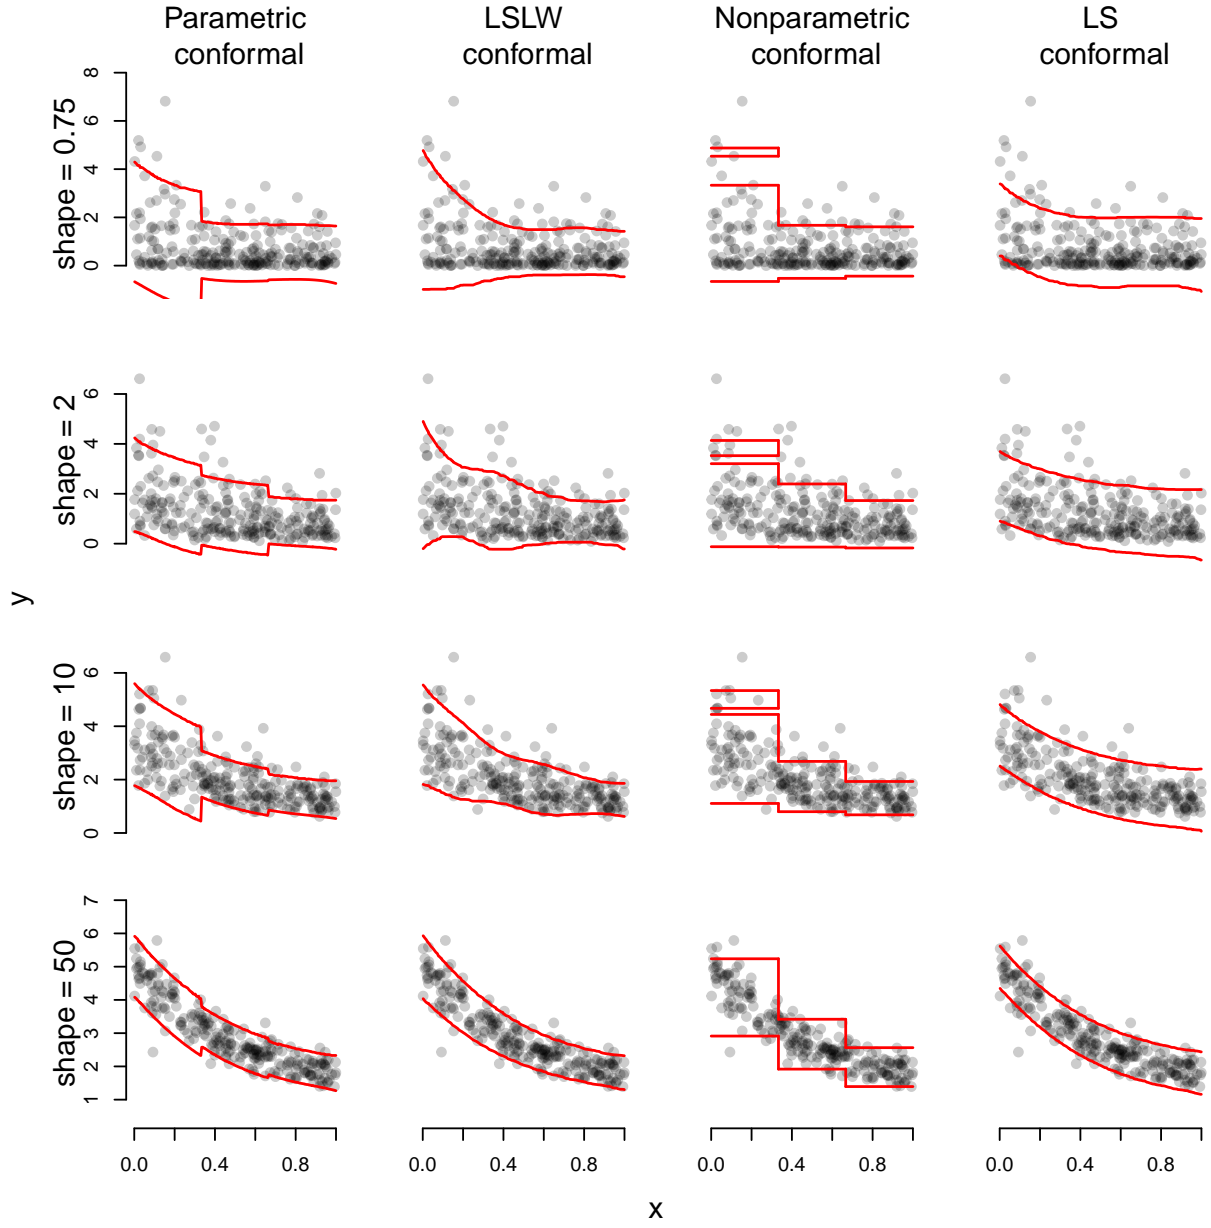 Parametric conformal
LSLW conformal
Nonparametric conformal
LS conformal
shape = 0.75
8
6
4
2
0
shape = 2
6
4
2
0
y
shape = 10
6
4
2
0
shape = 50
7
6
5
4
3
2
1
0.0 0.4 0.8
0.0 0.4 0.8
0.0 0.4 0.8
0.0 0.4 0.8
x